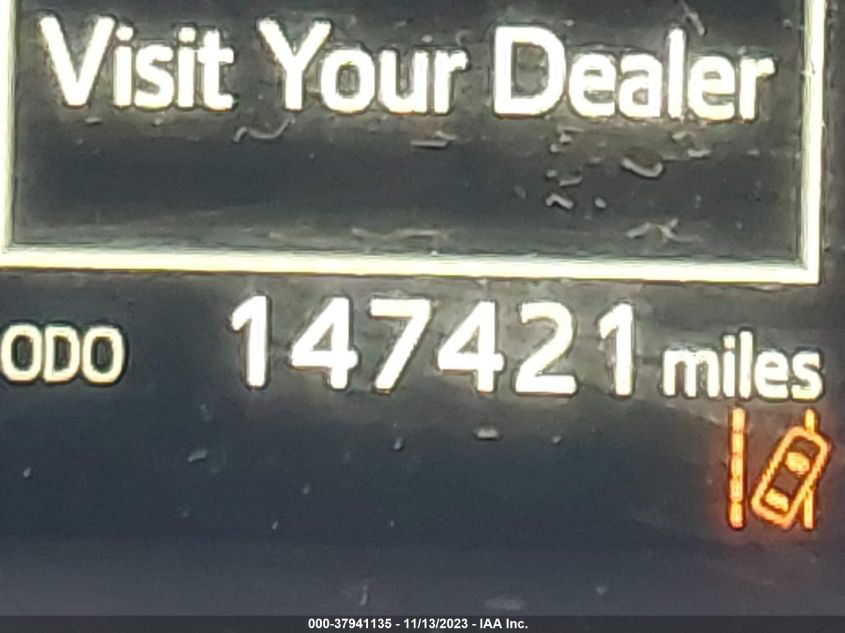 Visit Your Dealer
ODO 147421 miles
000-37941135 - 11/13/2023 - IAA Inc.